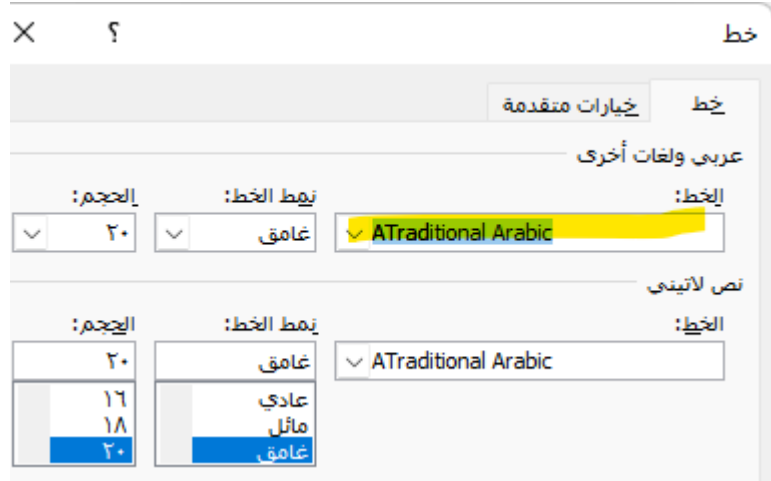 خط ؟ ×
خط خيارات متقدمة
عربي ولغات أخرى
الخط: نمط الخط: الحجم:
ATraditional Arabic غامق ٢٠
نص لاتيني
الخط: نمط الخط: الحجم:
ATraditional Arabic غامق ٢٠
عادي ١٦
مائل ١٨
غامق ٢٠